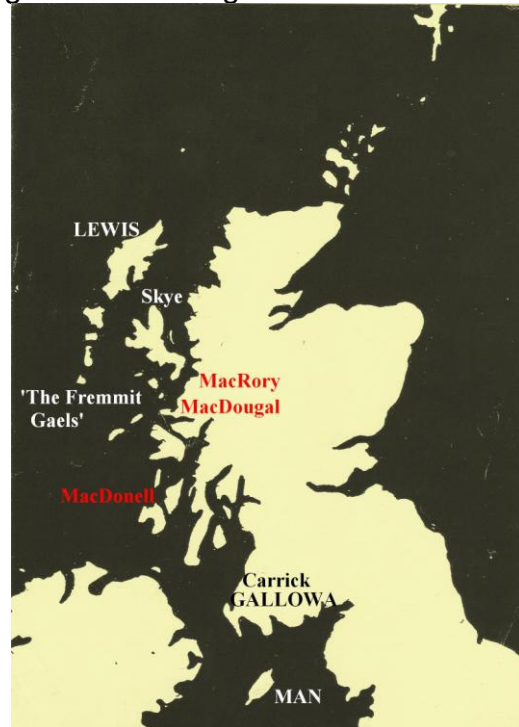 LEWIS
Skye
MacRory
'The Fremmit
MacDougal
Gaels'
MacDonell
Carrick
GALLOWA
MAN